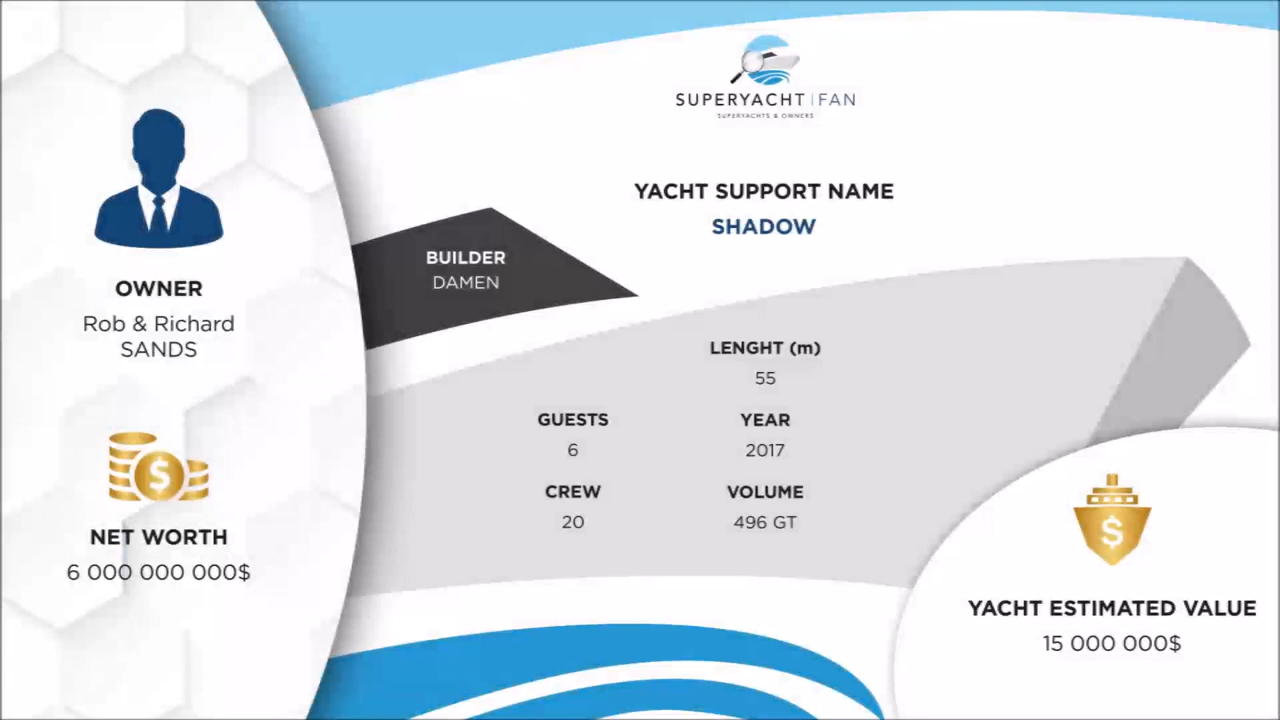 SUPERYACHT | FAN
SUPERYACHTS & OWNERS
YACHT SUPPORT NAME
SHADOW
BUILDER
DAMEN
OWNER
Rob & Richard
SANDS
NET WORTH
6 000 000 000$
LENGHT (m)
55
GUESTS
6
YEAR
2017
CREW
20
VOLUME
496 GT
YACHT ESTIMATED VALUE
15 000 000$